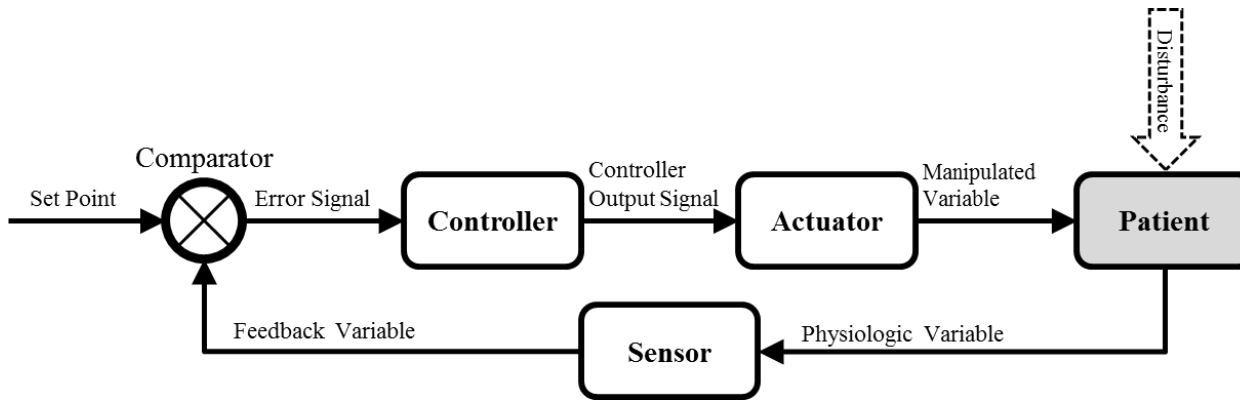 Disturbance
Comparator
Set Point
Error Signal
Controller
Controller
Output Signal
Actuator
Manipulated
Variable
Patient
Feedback Variable
Sensor
Physiologic Variable